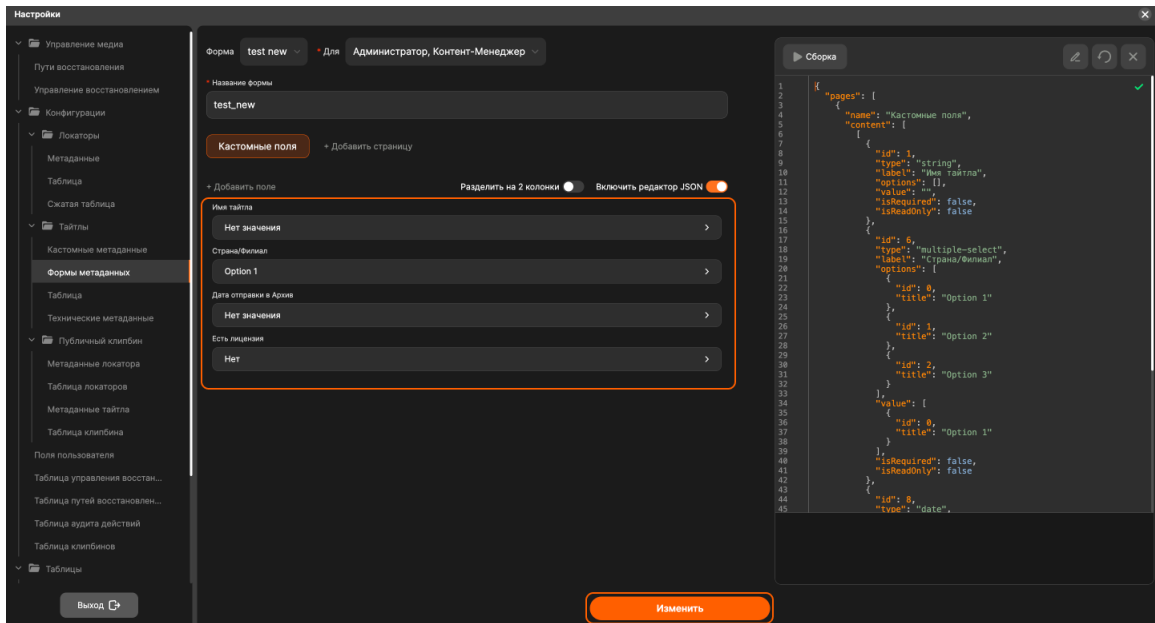 Настройки
Управление медиа
Пути восстановления
Управление восстановлением
Конфигурации
Локаторы
Метаданные
Таблица
Сжатая таблица
Тайтлы
Кастомные метаданные
Формы метаданных
Таблица
Технические метаданные
Публичный клипбин
Метаданные локатора
Таблица локаторов
Метаданные тайтла
Таблица клипбина
Поля пользователя
Таблица управления восстан...
Таблица путей восстановлен...
Таблица аудита действий
Таблица клипбинов
Таблицы
Выход
Форма test new * Для Администратор, Контент-Менеджер
* Название формы
test_new
Кастомные поля + Добавить страницу
+ Добавить поле Разделить на 2 колонки Включить редактор JSON
Имя тайтла
Нет значения
Страна/Филиал
Option 1
Дата отправки в Архив
Нет значения
Есть лицензия
Нет
Изменить
Сборка
1 {
2 "pages": [
3 {
4 "name": "Кастомные поля",
5 "content": [
6 [
7 {
8 "id": 1,
9 "type": "string",
10 "label": "Имя тайтла",
11 "options": [],
12 "value": "",
13 "isRequired": false,
14 "isReadOnly": false
15 },
16 {
17 "id": 6,
18 "type": "multiple-select",
19 "label": "Страна/Филиал",
20 "options": [
21 {
22 "id": 0,
23 "title": "Option 1"
24 },
25 {
26 "id": 1,
27 "title": "Option 2"
28 },
29 {
30 "id": 2,
31 "title": "Option 3"
32 }
33 ],
34 "value": [
35 {
36 "id": 0,
37 "title": "Option 1"
38 }
39 ],
40 "isRequired": false,
41 "isReadOnly": false
42 },
43 {
44 "id": 8,
45 "type": "date",